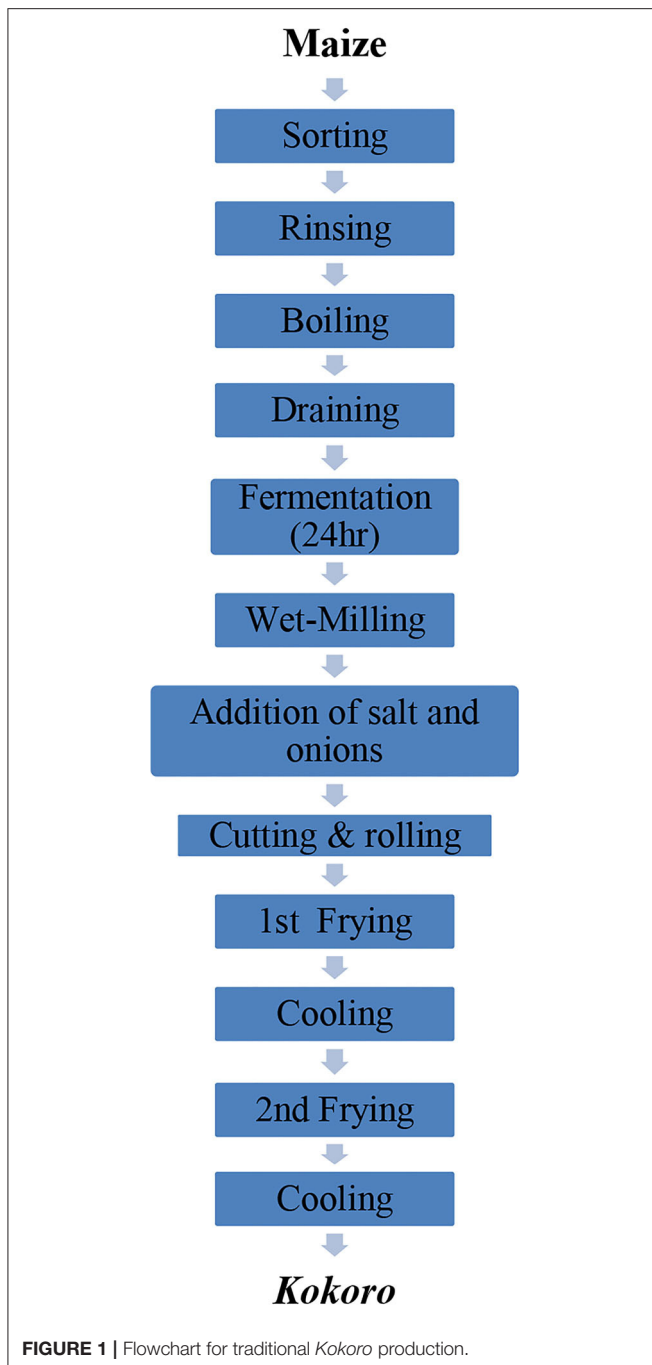 Maize
Sorting
Rinsing
Boiling
Draining
Fermentation
(24hr)
Wet-Milling
Addition of salt and
onions
Cutting & rolling
1st Frying
Cooling
2nd Frying
Cooling
Kokoro
FIGURE 1 | Flowchart for traditional Kokoro production.